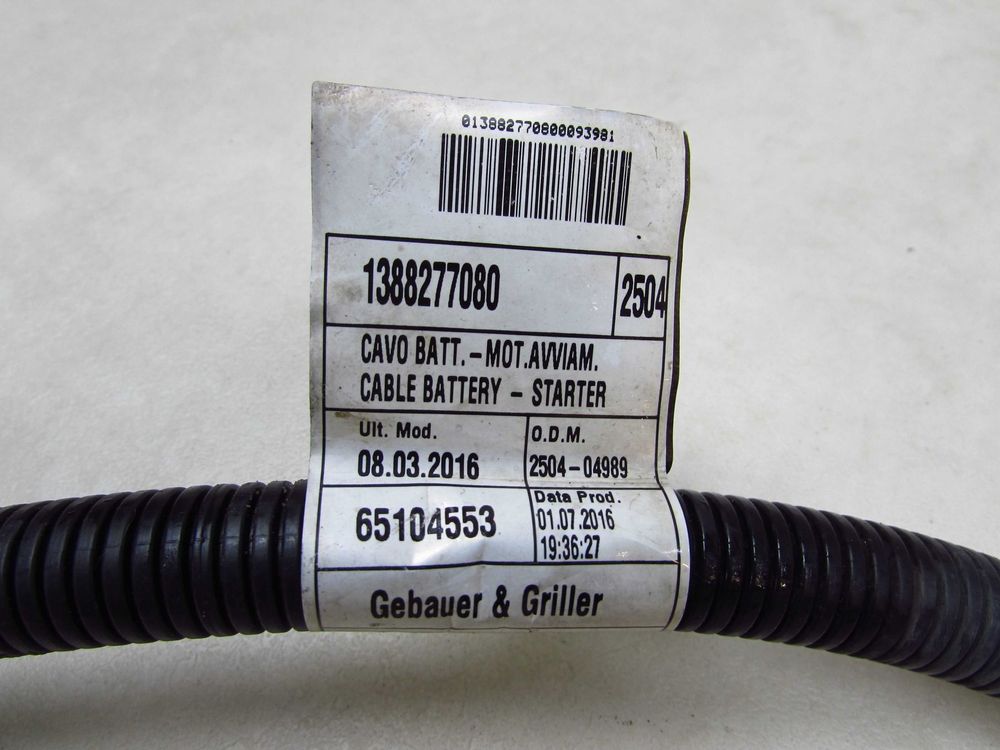 013882770800093981
1388277080
2504
CAVO BATT.-MOT.AVVIAM.
CABLE BATTERY - STARTER
Ult. Mod.
08.03.2016
O.D.M.
2504-04989
65104553
Data Prod.
01.07.2016
19:36:27
Gebauer & Griller